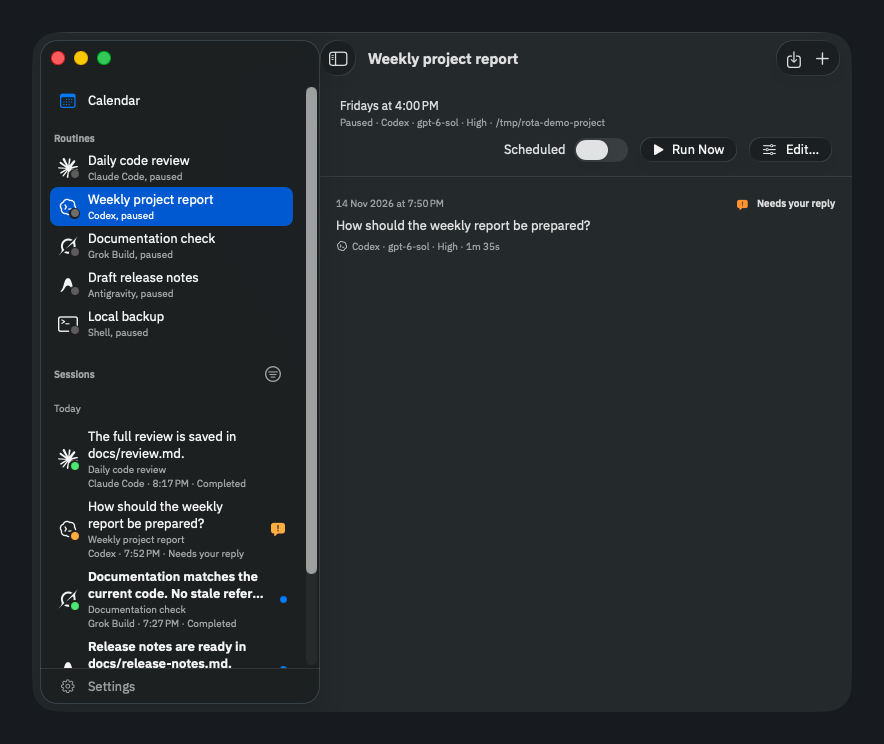 Calendar
Routines
Daily code review
Claude Code, paused
Weekly project report
Codex, paused
Documentation check
Grok Build, paused
Draft release notes
Antigravity, paused
Local backup
Shell, paused
Sessions
Today
The full review is saved in
docs/review.md.
Daily code review
Claude Code · 8:17 PM · Completed
How should the weekly
report be prepared?
Weekly project report
Codex · 7:52 PM · Needs your reply
Documentation matches the
current code. No stale refer…
Documentation check
Grok Build · 7:27 PM · Completed
Release notes are ready in
docs/release-notes.md.
Settings
Weekly project report
Fridays at 4:00 PM
Paused · Codex · gpt-6-sol · High · /tmp/rota-demo-project
Scheduled
Run Now
Edit…
14 Nov 2026 at 7:50 PM
Needs your reply
How should the weekly report be prepared?
Codex · gpt-6-sol · High · 1m 35s